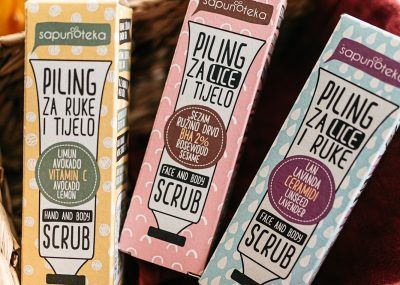 sapunoteka
PILING
ZA RUKE
I TIJELO
LIMUN
AVOKADO
VITAMIN C
AVOCADO
LEMON
HAND AND BODY
SCRUB
sapunoteka
PILING
ZA LICE
I TIJELO
SEZAM
RUŽINO DRVO
BHA 2%
ROSEWOOD
SESAME
FACE AND BODY
SCRUB
sapunoteka
PILING
ZA LICE
I RUKE
LAN
LAVANDA
CERAMIDI
LINSEED
LAVENDER
FACE AND BODY
SCRUB